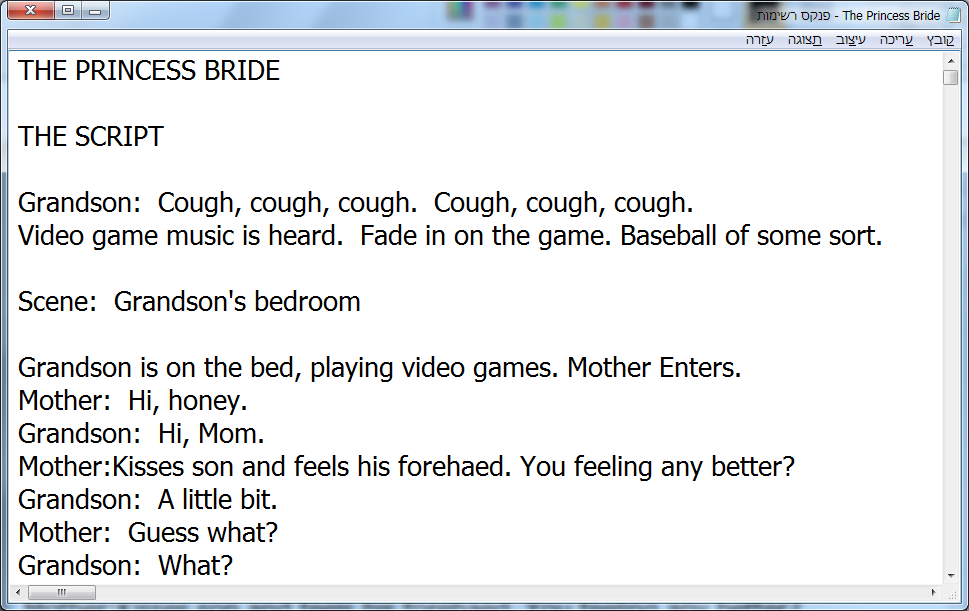 The Princess Bride - פנקס רשימות
קובץ עריכה עיצוב תצוגה עזרה
THE PRINCESS BRIDE
THE SCRIPT
Grandson:  Cough, cough, cough.  Cough, cough, cough.
Video game music is heard.  Fade in on the game. Baseball of some sort.
Scene:  Grandson's bedroom
Grandson is on the bed, playing video games. Mother Enters.
Mother:  Hi, honey.
Grandson:  Hi, Mom.
Mother:Kisses son and feels his forehaed. You feeling any better?
Grandson:  A little bit.
Mother:  Guess what?
Grandson:  What?